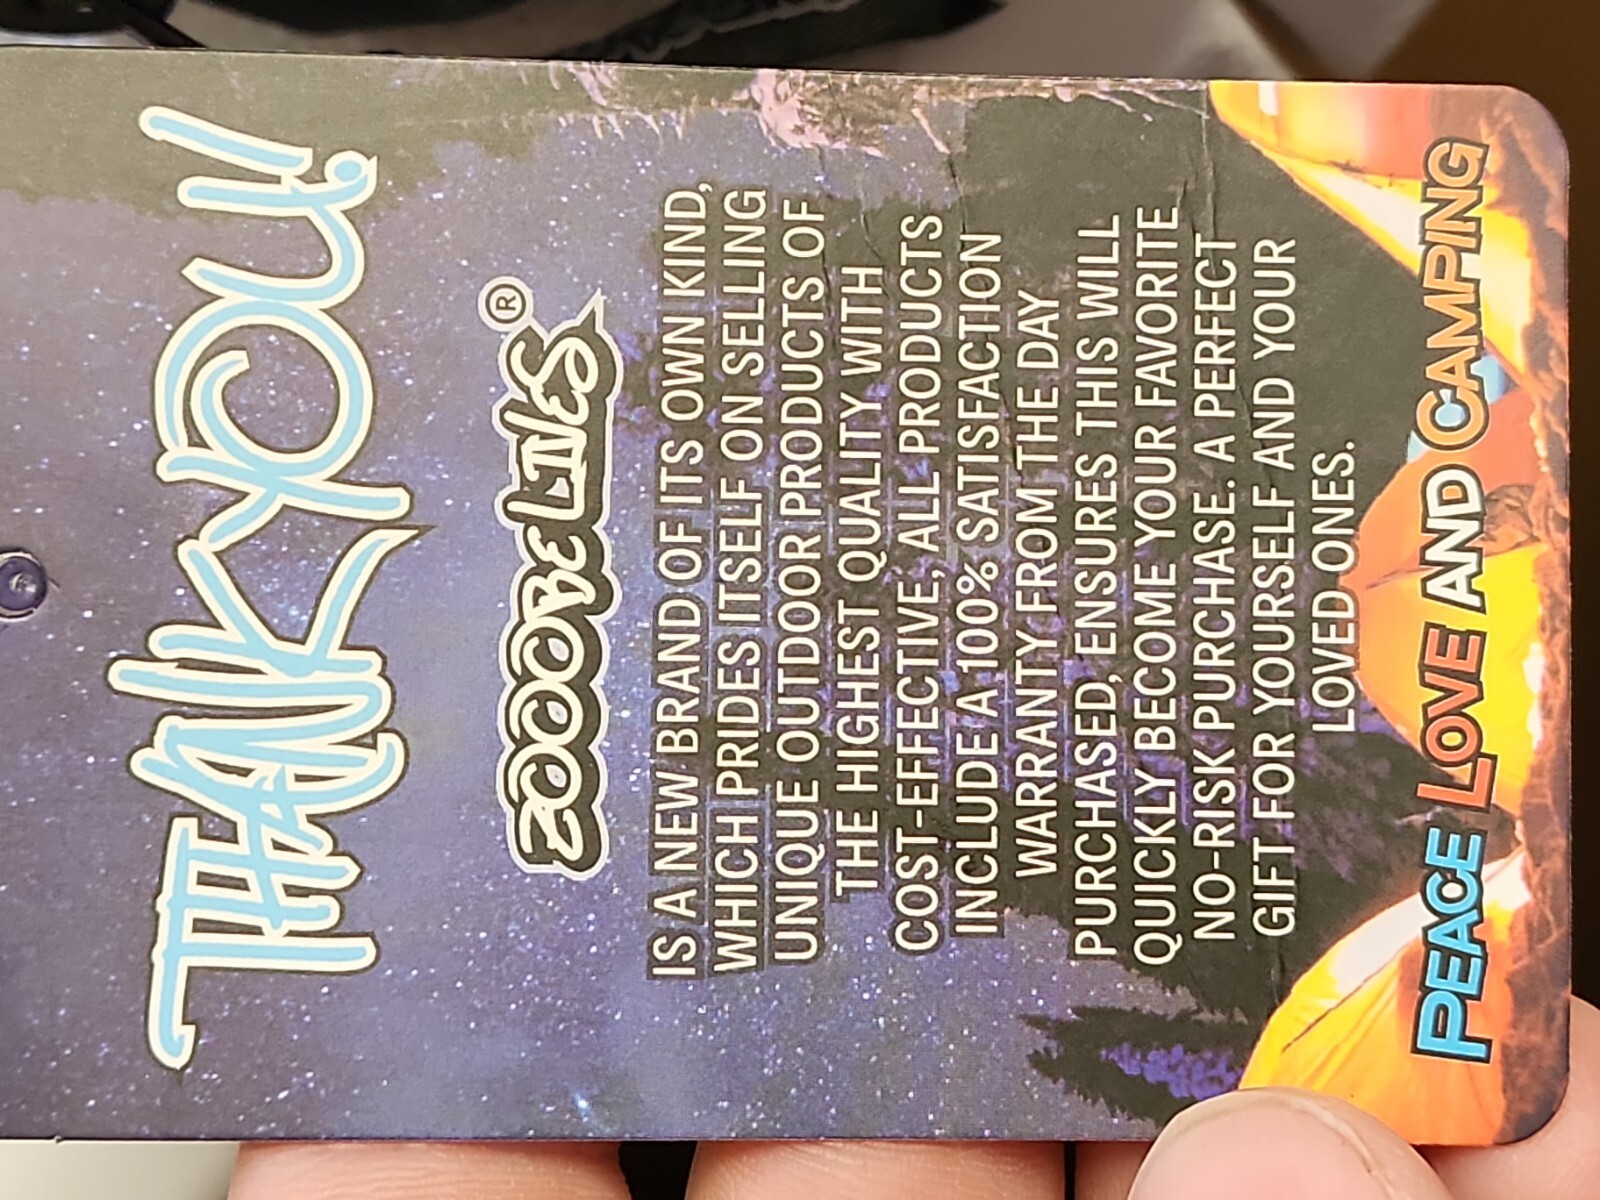 THANK YOU!
ZOOOOBELINES®
IS A NEW BRAND OF ITS OWN KIND,
WHICH PRIDES ITSELF ON SELLING
UNIQUE OUTDOOR PRODUCTS OF
THE HIGHEST QUALITY WITH
COST-EFFECTIVE, ALL PRODUCTS
INCLUDE A 100% SATISFACTION
WARRANTY FROM THE DAY
PURCHASED, ENSURES THIS WILL
QUICKLY BECOME YOUR FAVORITE
NO-RISK PURCHASE. A PERFECT
GIFT FOR YOURSELF AND YOUR
LOVED ONES.
PEACE LOVE AND CAMPING